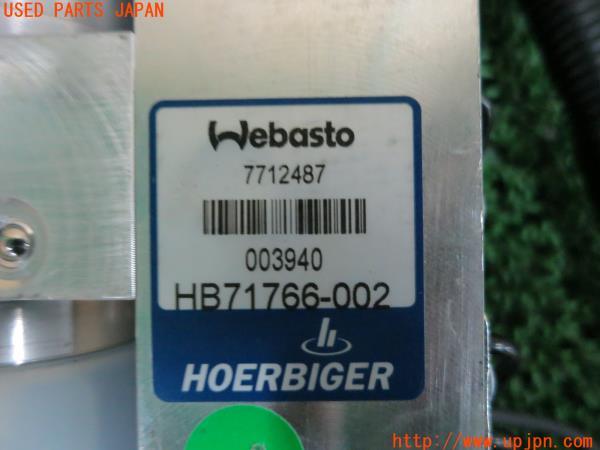 USED PARTS JAPAN
Webasto
7712487
003940
HB71766-002
HOERBIGER
http://www.upjpn.com/